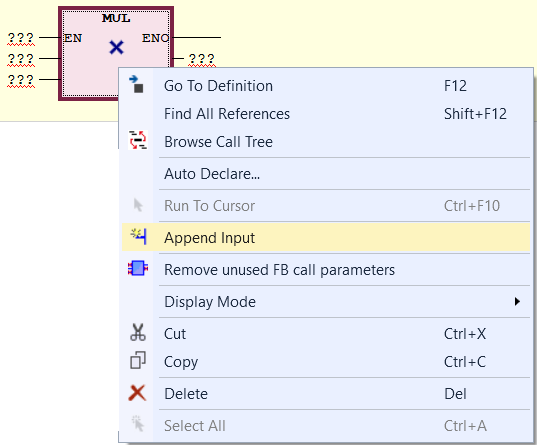 MUL
??? EN ENO
??? ???
???
Go To Definition F12
Find All References Shift+F12
Browse Call Tree
Auto Declare...
Run To Cursor Ctrl+F10
Append Input
Remove unused FB call parameters
Display Mode
Cut Ctrl+X
Copy Ctrl+C
Delete Del
Select All Ctrl+A